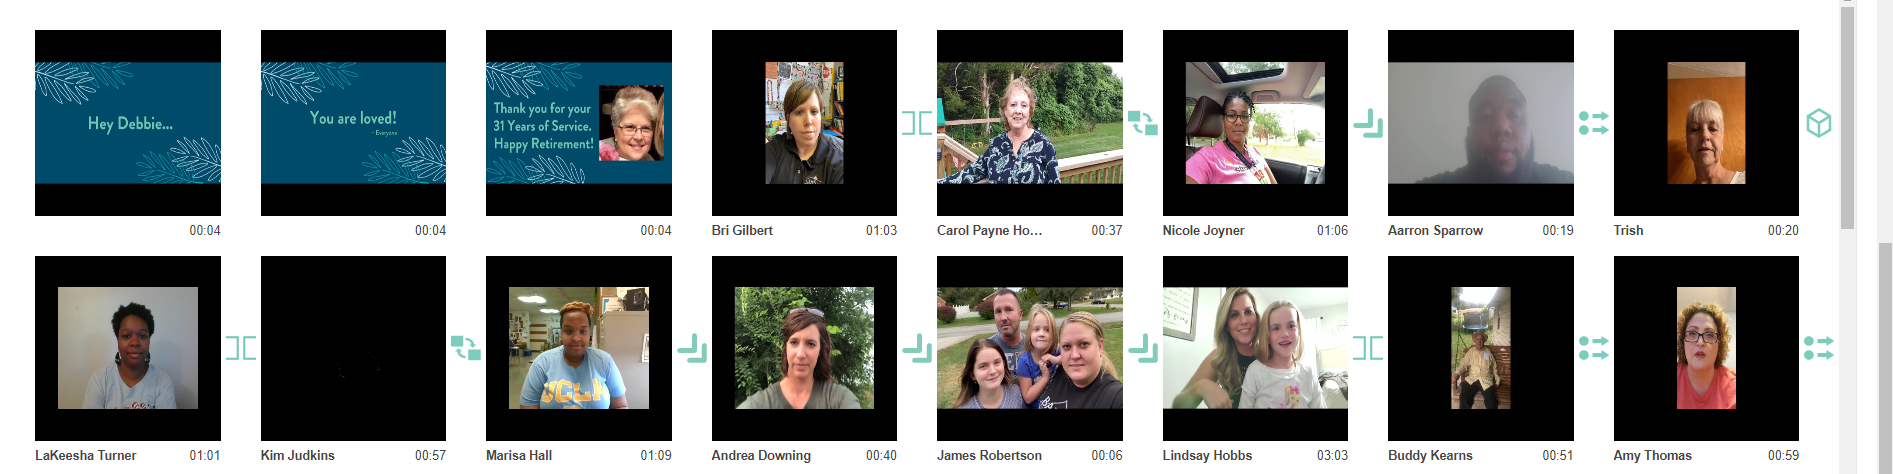 Hey Debbie...
You are loved!
- Everyone
Thank you for your
31 Years of Service.
Happy Retirement!
00:04
00:04
00:04
Bri Gilbert 01:03
Carol Payne Ho... 00:37
Nicole Joyner 01:06
Aarron Sparrow 00:19
Trish 00:20
UCLA
LaKeesha Turner 01:01
Kim Judkins 00:57
Marisa Hall 01:09
Andrea Downing 00:40
James Robertson 00:06
Lindsay Hobbs 03:03
Buddy Kearns 00:51
Amy Thomas 00:59